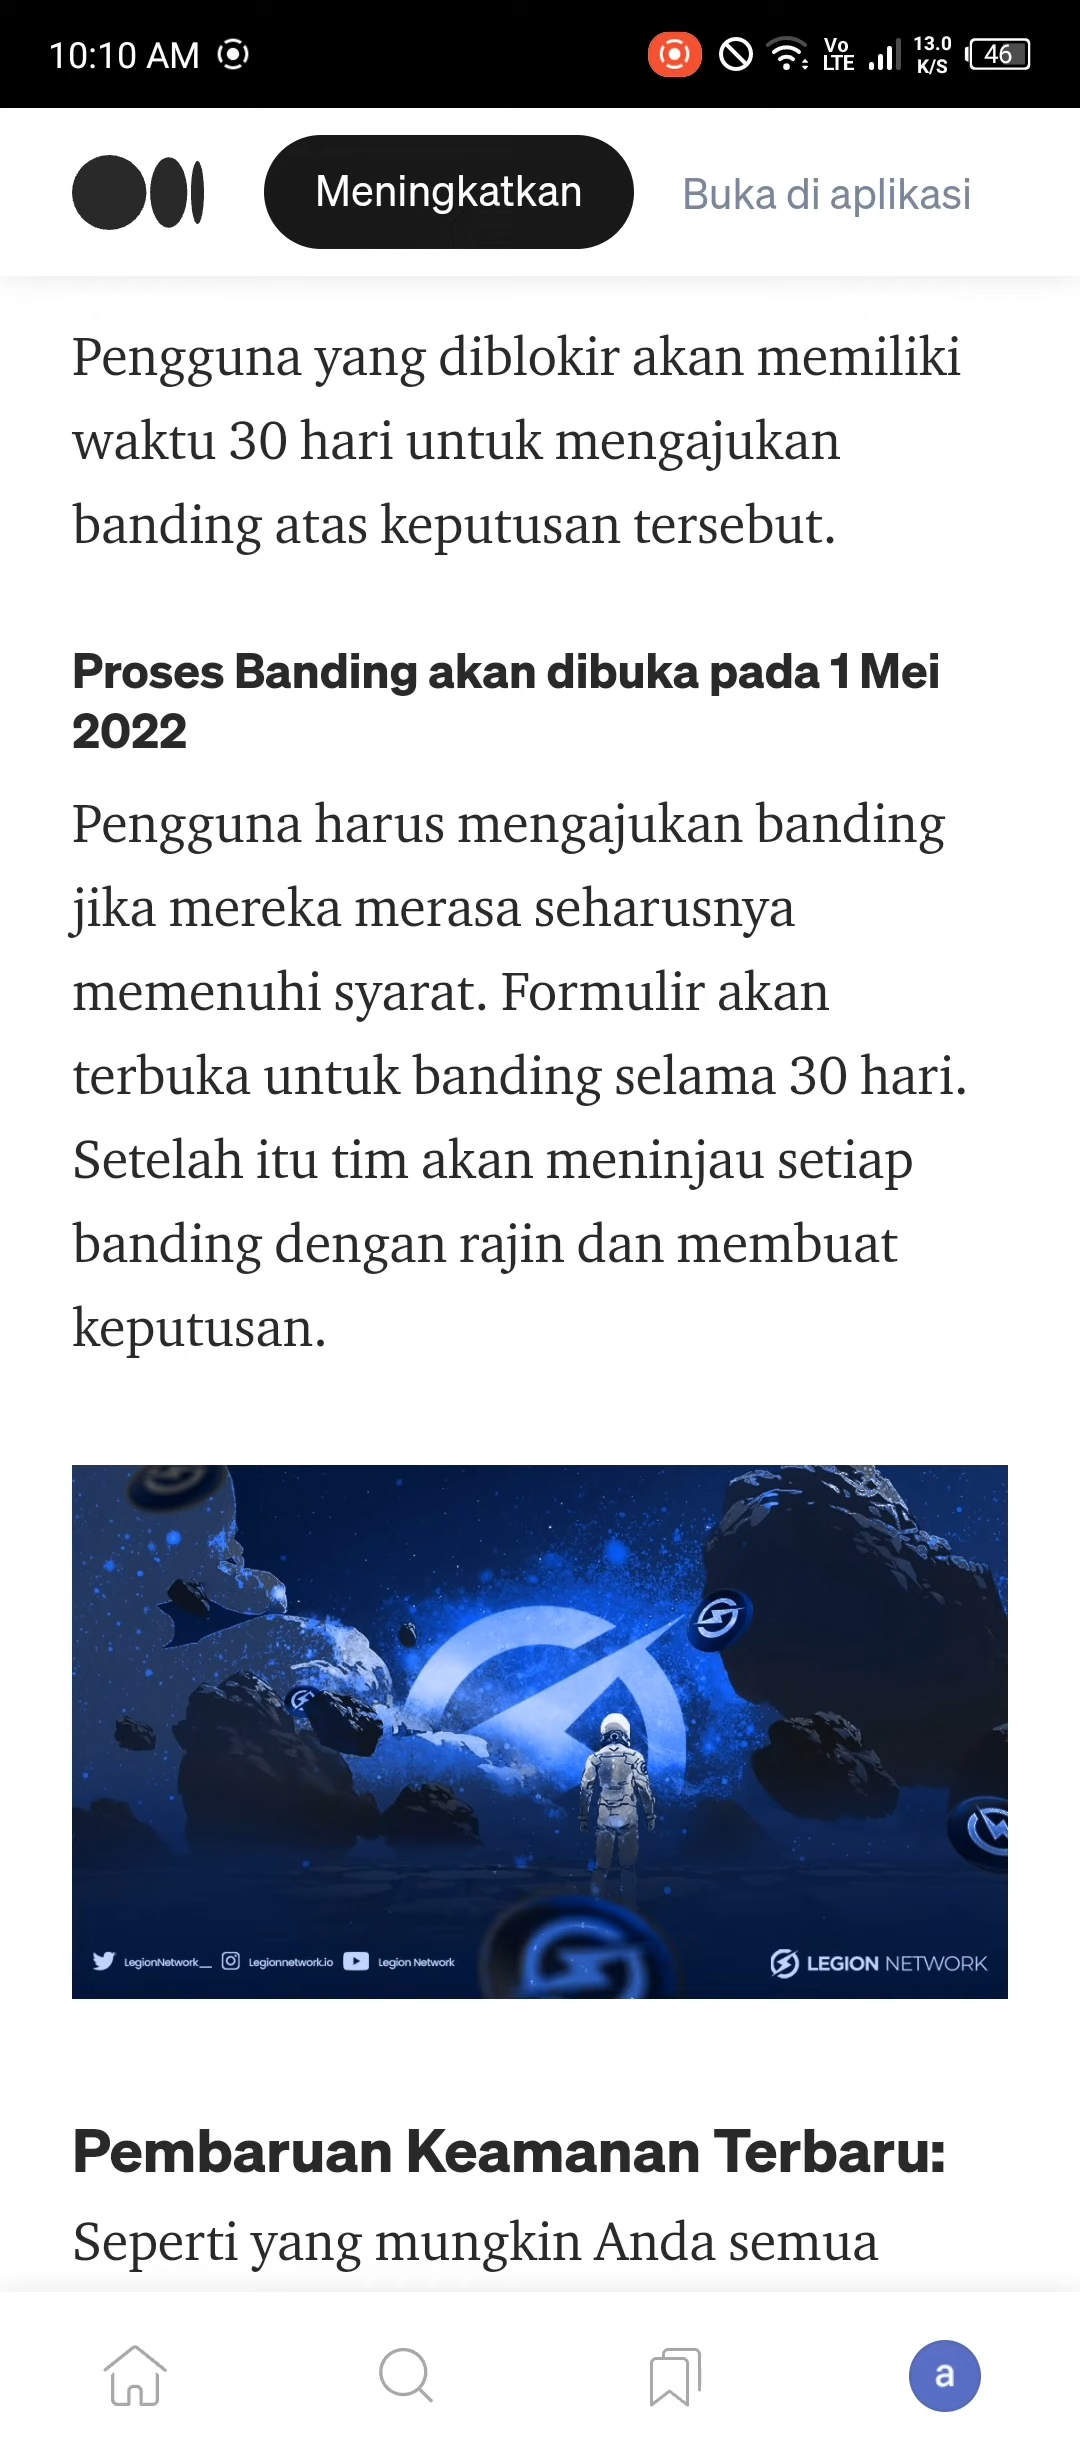 10:10 AM
Vo LTE 13.0 K/S 46
Meningkatkan
Buka di aplikasi
Pengguna yang diblokir akan memiliki
waktu 30 hari untuk mengajukan
banding atas keputusan tersebut.
Proses Banding akan dibuka pada 1 Mei
2022
Pengguna harus mengajukan banding
jika mereka merasa seharusnya
memenuhi syarat. Formulir akan
terbuka untuk banding selama 30 hari.
Setelah itu tim akan meninjau setiap
banding dengan rajin dan membuat
keputusan.
LegionNetwork__ Legionnetwork.io Legion Network
LEGION NETWORK
Pembaruan Keamanan Terbaru:
Seperti yang mungkin Anda semua
a